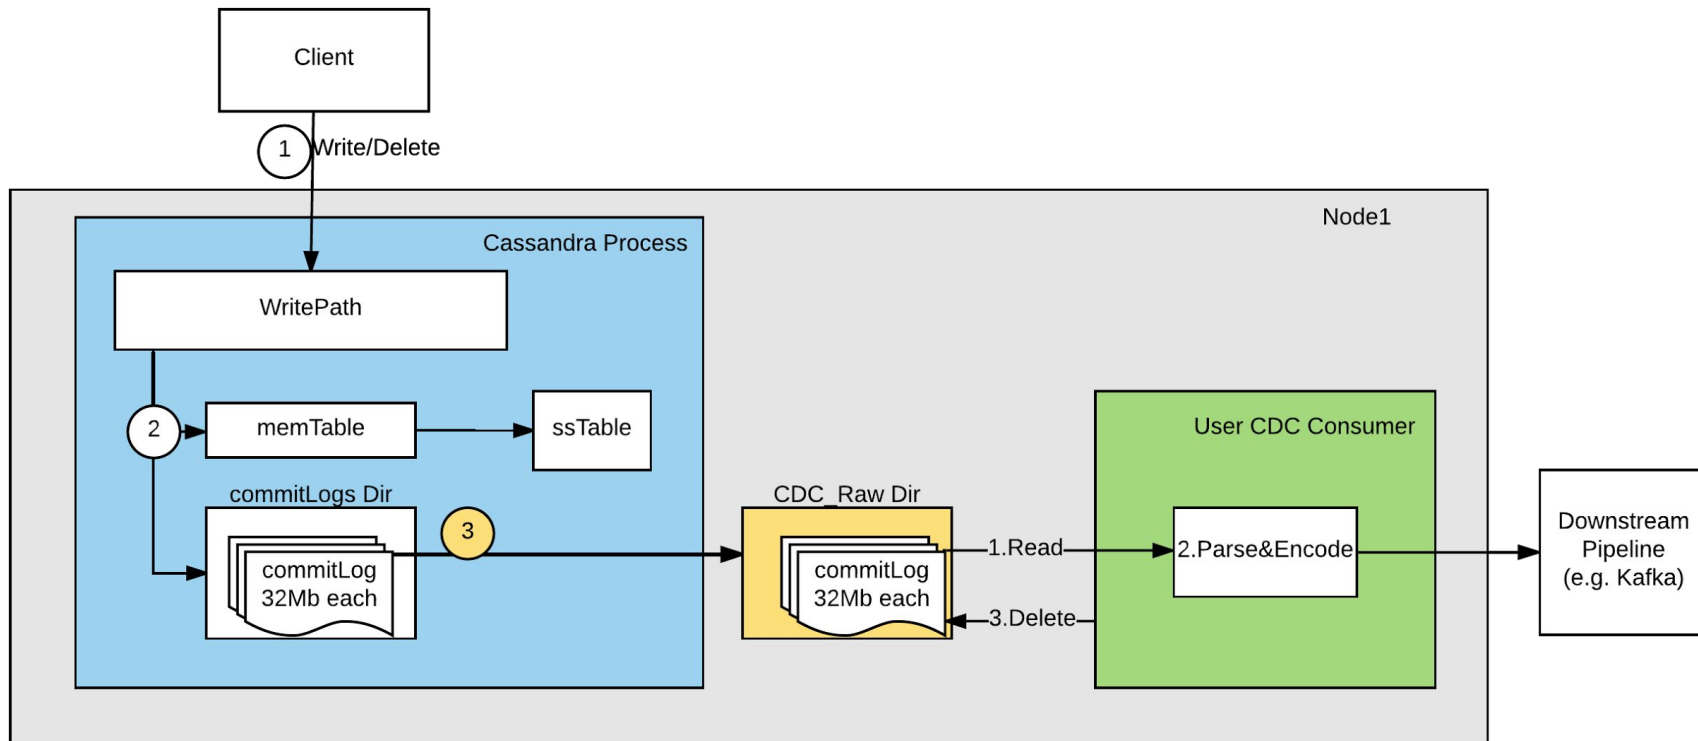 Client
1
Write/Delete
Node1
Cassandra Process
WritePath
2
memTable
ssTable
commitLogs Dir
3
commitLog
32Mb each
CDC_Raw Dir
commitLog
32Mb each
1.Read
3.Delete
User CDC Consumer
2.Parse&Encode
Downstream
Pipeline
(e.g. Kafka)